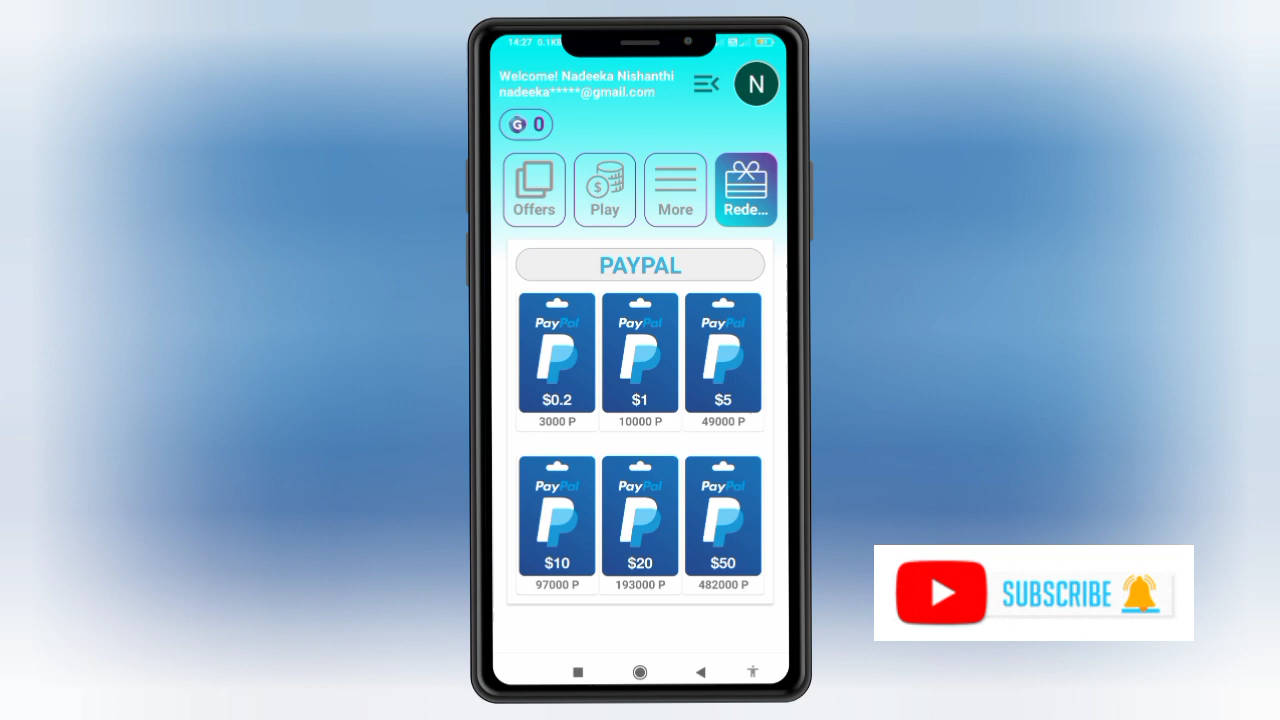 14:27 0.1KB
Welcome! Nadeeka Nishanthi
nadeeka*****@gmail.com
N
G 0
Offers Play More Rede...
PAYPAL
PayPal PayPal PayPal
$0.2 $1 $5
3000 P 10000 P 49000 P
PayPal PayPal PayPal
$10 $20 $50
97000 P 193000 P 482000 P
SUBSCRIBE